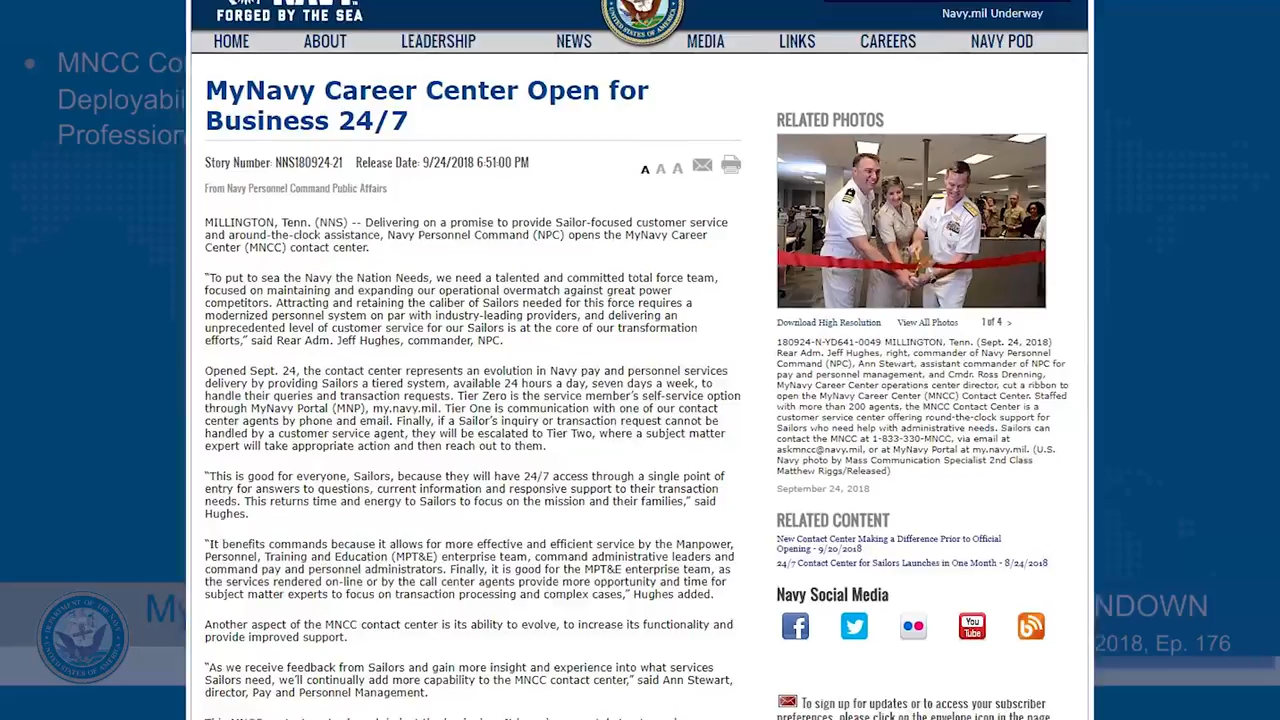 FORGED BY THE SEA
UNITED STATES OF AMERICA
Navy.mil Underway
HOME ABOUT LEADERSHIP NEWS MEDIA LINKS CAREERS NAVY POD
MyNavy Career Center Open for
Business 24/7
Story Number: NNS180924-21 Release Date: 9/24/2018 6:51:00 PM
A A A
From Navy Personnel Command Public Affairs
MILLINGTON, Tenn. (NNS) -- Delivering on a promise to provide Sailor-focused customer service
and around-the-clock assistance, Navy Personnel Command (NPC) opens the MyNavy Career
Center (MNCC) contact center.
“To put to sea the Navy the Nation Needs, we need a talented and committed total force team,
focused on maintaining and expanding our operational overmatch against great power
competitors. Attracting and retaining the caliber of Sailors needed for this force requires a
modernized personnel system on par with industry-leading providers, and delivering an
unprecedented level of customer service for our Sailors is at the core of our transformation
efforts,” said Rear Adm. Jeff Hughes, commander, NPC.
Opened Sept. 24, the contact center represents an evolution in Navy pay and personnel services
delivery by providing Sailors a tiered system, available 24 hours a day, seven days a week, to
handle their queries and transaction requests. Tier Zero is the service member’s self-service option
through MyNavy Portal (MNP), my.navy.mil. Tier One is communication with one of our contact
center agents by phone and email. Finally, if a Sailor’s inquiry or transaction request cannot be
handled by a customer service agent, they will be escalated to Tier Two, where a subject matter
expert will take appropriate action and then reach out to them.
“This is good for everyone, Sailors, because they will have 24/7 access through a single point of
entry for answers to questions, current information and responsive support to their transaction
needs. This returns time and energy to Sailors to focus on the mission and their families,” said
Hughes.
“It benefits commands because it allows for more effective and efficient service by the Manpower,
Personnel, Training and Education (MPT&E) enterprise team, command administrative leaders and
command pay and personnel administrators. Finally, it is good for the MPT&E enterprise team, as
the services rendered on-line or by the call center agents provide more opportunity and time for
subject matter experts to focus on transaction processing and complex cases,” Hughes added.
Another aspect of the MNCC contact center is its ability to evolve, to increase its functionality and
provide improved support.
“As we receive feedback from Sailors and gain more insight and experience into what services
Sailors need, we’ll continually add more capability to the MNCC contact center,” said Ann Stewart,
director, Pay and Personnel Management.
RELATED PHOTOS
Download High Resolution View All Photos 1 of 4 >
180924-N-YD641-0049 MILLINGTON, Tenn. (Sept. 24, 2018)
Rear Adm. Jeff Hughes, right, commander of Navy Personnel
Command (NPC), Ann Stewart, assistant commander of NPC for
pay and personnel management, and Cmdr. Ross Drenning,
MyNavy Career Center operations center director, cut a ribbon to
open the MyNavy Career Center (MNCC) Contact Center. Staffed
with more than 200 agents, the MNCC Contact Center is a
customer service center offering round-the-clock support for
Sailors who need help with administrative needs. Sailors can
contact the MNCC at 1-833-330-MNCC, via email at
askmncc@navy.mil, or at MyNavy Portal at my.navy.mil. (U.S.
Navy photo by Mass Communication Specialist 2nd Class
Matthew Riggs/Released)
September 24, 2018
RELATED CONTENT
New Contact Center Making a Difference Prior to Official
Opening - 9/20/2018
24/7 Contact Center for Sailors Launches in One Month - 8/24/2018
Navy Social Media
You
Tube
To sign up for updates or to access your subscriber
preferences, please click on the envelope icon in the page
MNCC Co
Deployabil
Profession
My
NDOWN
2018, Ep. 176
DEPARTMENT OF THE NAVY
UNITED STATES OF AMERICA